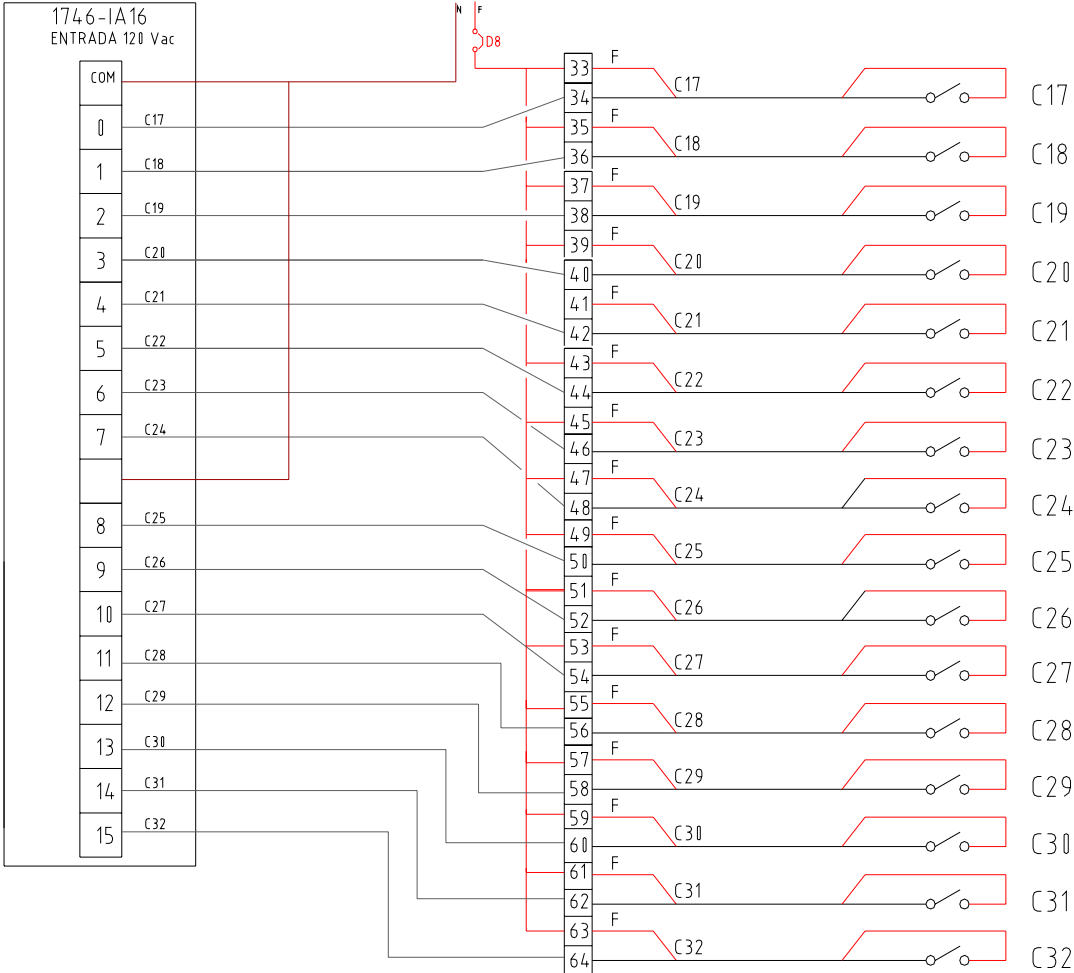 1746-IA16
ENTRADA 120 Vac
N F
D8
COM
0 C17
1 C18
2 C19
3 C20
4 C21
5 C22
6 C23
7 C24
8 C25
9 C26
10 C27
11 C28
12 C29
13 C30
14 C31
15 C32
33 F
34 C17 C17
35 F
36 C18 C18
37 F
38 C19 C19
39 F
40 C20 C20
41 F
42 C21 C21
43 F
44 C22 C22
45 F
46 C23 C23
47 F
48 C24 C24
49 F
50 C25 C25
51 F
52 C26 C26
53 F
54 C27 C27
55 F
56 C28 C28
57 F
58 C29 C29
59 F
60 C30 C30
61 F
62 C31 C31
63 F
64 C32 C32